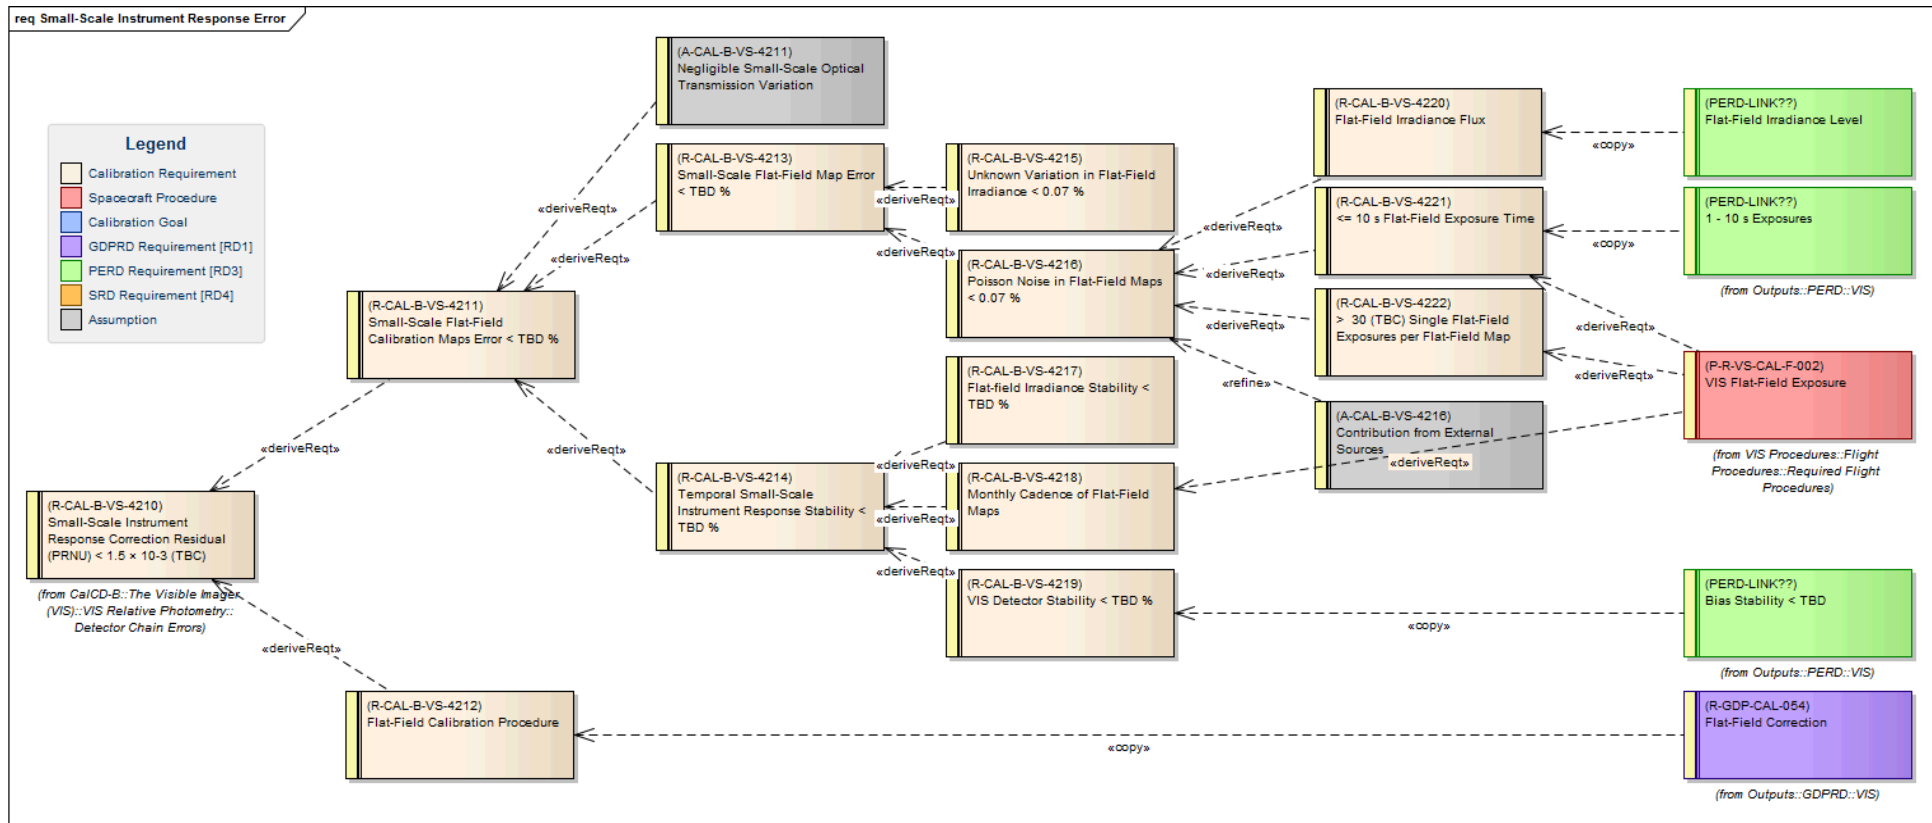 req Small-Scale Instrument Response Error
Legend
Calibration Requirement
Spacecraft Procedure
Calibration Goal
GDPRD Requirement [RD1]
PERD Requirement [RD3]
SRD Requirement [RD4]
Assumption
(R-CAL-B-VS-4210)
Small-Scale Instrument
Response Correction Residual
(PRNU) < 1.5 × 10-3 (TBC)
(from CalCD-B::The Visible Imager
(VIS)::VIS Relative Photometry::
Detector Chain Errors)
«deriveReqt»
«deriveReqt»
(R-CAL-B-VS-4211)
Small-Scale Flat-Field
Calibration Maps Error < TBD %
(R-CAL-B-VS-4212)
Flat-Field Calibration Procedure
«deriveReqt»
«deriveReqt»
«deriveReqt»
(A-CAL-B-VS-4211)
Negligible Small-Scale Optical
Transmission Variation
(R-CAL-B-VS-4213)
Small-Scale Flat-Field Map Error
< TBD %
(R-CAL-B-VS-4214)
Temporal Small-Scale
Instrument Response Stability <
TBD %
«deriveReqt»
«deriveReqt»
«deriveReqt»
«deriveReqt»
«deriveReqt»
(R-CAL-B-VS-4215)
Unknown Variation in Flat-Field
Irradiance < 0.07 %
(R-CAL-B-VS-4216)
Poisson Noise in Flat-Field Maps
< 0.07 %
(R-CAL-B-VS-4217)
Flat-field Irradiance Stability <
TBD %
(R-CAL-B-VS-4218)
Monthly Cadence of Flat-Field
Maps
(R-CAL-B-VS-4219)
VIS Detector Stability < TBD %
«deriveReqt»
«deriveReqt»
«deriveReqt»
«refine»
(R-CAL-B-VS-4220)
Flat-Field Irradiance Flux
(R-CAL-B-VS-4221)
<= 10 s Flat-Field Exposure Time
(R-CAL-B-VS-4222)
> 30 (TBC) Single Flat-Field
Exposures per Flat-Field Map
(A-CAL-B-VS-4216)
Contribution from External
Sources
«deriveReqt»
«copy»
«copy»
«deriveReqt»
«deriveReqt»
«copy»
«copy»
(PERD-LINK??)
Flat-Field Irradiance Level
(PERD-LINK??)
1 - 10 s Exposures
(from Outputs::PERD::VIS)
(P-R-VS-CAL-F-002)
VIS Flat-Field Exposure
(from VIS Procedures::Flight
Procedures::Required Flight
Procedures)
(PERD-LINK??)
Bias Stability < TBD
(from Outputs::PERD::VIS)
(R-GDP-CAL-054)
Flat-Field Correction
(from Outputs::GDPRD::VIS)